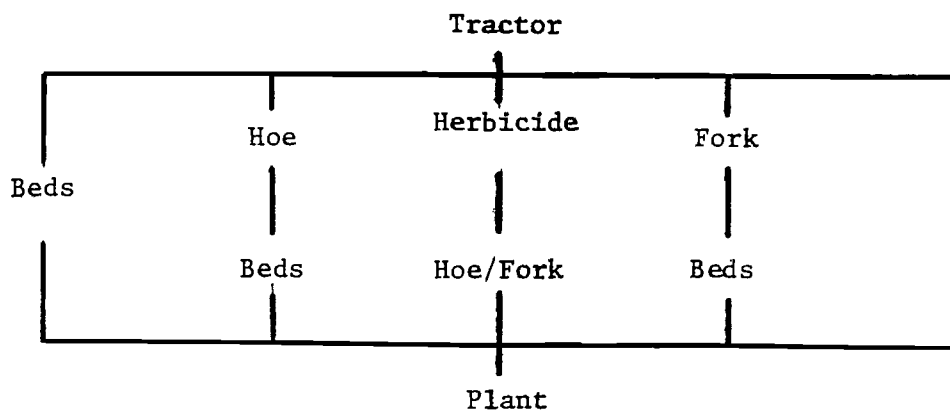 Tractor
Hoe Herbicide Fork
Beds
Beds Hoe/Fork Beds
Plant